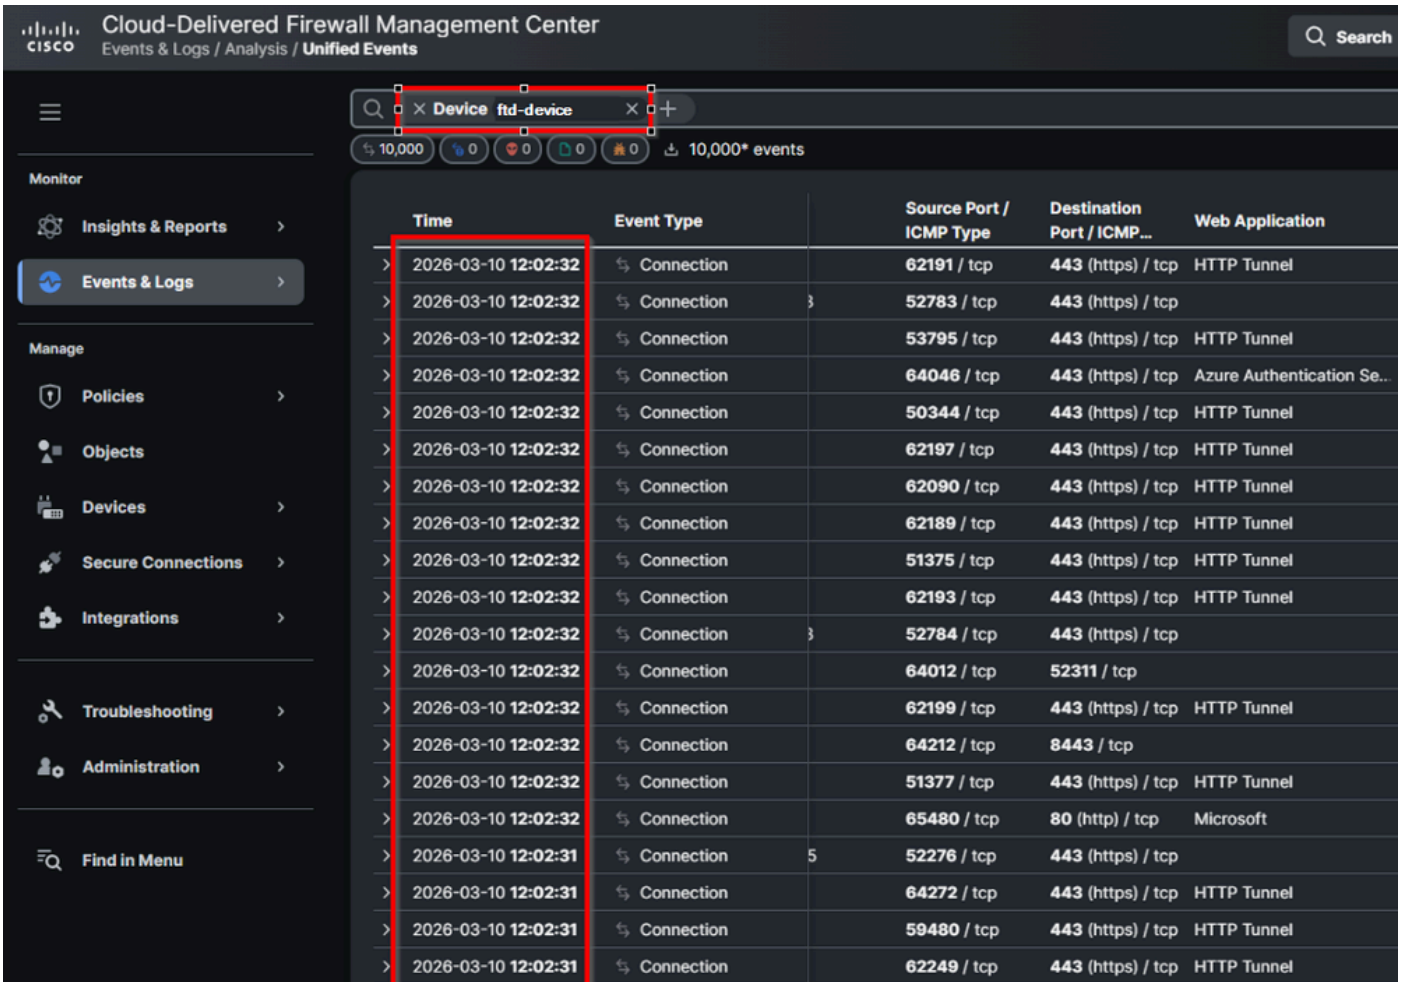 Cloud-Delivered Firewall Management Center
CISCO
Events & Logs / Analysis / Unified Events
Search
Device ftd-device
10,000 0 0 0 0 10,000* events
Monitor
Insights & Reports
Events & Logs
Manage
Policies
Objects
Devices
Secure Connections
Integrations
Troubleshooting
Administration
Find in Menu
Time Event Type Source Port / ICMP Type Destination Port / ICMP... Web Application
2026-03-10 12:02:32 Connection 62191 / tcp 443 (https) / tcp HTTP Tunnel
2026-03-10 12:02:32 Connection 52783 / tcp 443 (https) / tcp
2026-03-10 12:02:32 Connection 53795 / tcp 443 (https) / tcp HTTP Tunnel
2026-03-10 12:02:32 Connection 64046 / tcp 443 (https) / tcp Azure Authentication Se...
2026-03-10 12:02:32 Connection 50344 / tcp 443 (https) / tcp HTTP Tunnel
2026-03-10 12:02:32 Connection 62197 / tcp 443 (https) / tcp HTTP Tunnel
2026-03-10 12:02:32 Connection 62090 / tcp 443 (https) / tcp HTTP Tunnel
2026-03-10 12:02:32 Connection 62189 / tcp 443 (https) / tcp HTTP Tunnel
2026-03-10 12:02:32 Connection 51375 / tcp 443 (https) / tcp HTTP Tunnel
2026-03-10 12:02:32 Connection 62193 / tcp 443 (https) / tcp HTTP Tunnel
2026-03-10 12:02:32 Connection 52784 / tcp 443 (https) / tcp
2026-03-10 12:02:32 Connection 64012 / tcp 52311 / tcp
2026-03-10 12:02:32 Connection 62199 / tcp 443 (https) / tcp HTTP Tunnel
2026-03-10 12:02:32 Connection 64212 / tcp 8443 / tcp
2026-03-10 12:02:32 Connection 51377 / tcp 443 (https) / tcp HTTP Tunnel
2026-03-10 12:02:32 Connection 65480 / tcp 80 (http) / tcp Microsoft
2026-03-10 12:02:31 Connection 5 52276 / tcp 443 (https) / tcp
2026-03-10 12:02:31 Connection 64272 / tcp 443 (https) / tcp HTTP Tunnel
2026-03-10 12:02:31 Connection 59480 / tcp 443 (https) / tcp HTTP Tunnel
2026-03-10 12:02:31 Connection 62249 / tcp 443 (https) / tcp HTTP Tunnel